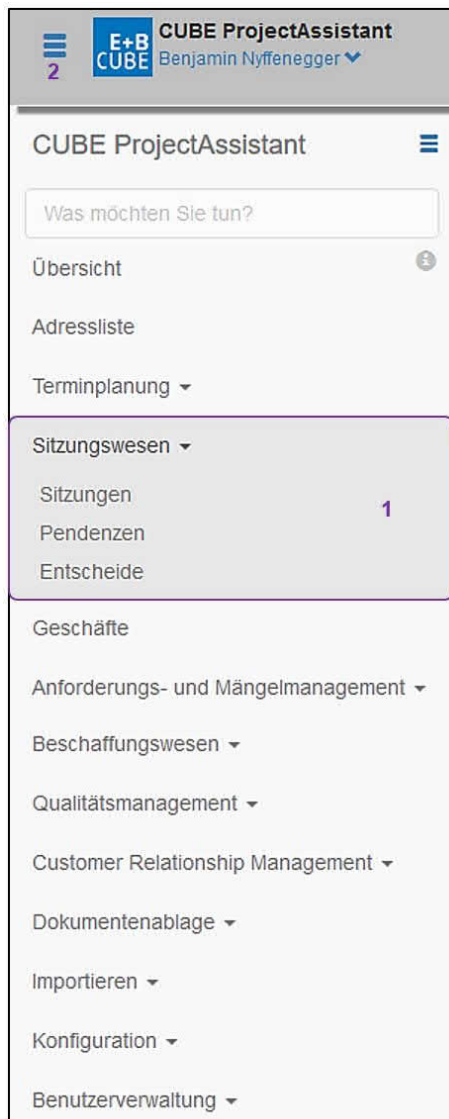 CUBE ProjectAssistant
E+B
CUBE
Benjamin Nyffenegger
2
CUBE ProjectAssistant
Was möchten Sie tun?
Übersicht
Adressliste
Terminplanung
Sitzungswesen
Sitzungen
1
Pendenzen
Entscheide
Geschäfte
Anforderungs- und Mängelmanagement
Beschaffungswesen
Qualitätsmanagement
Customer Relationship Management
Dokumentenablage
Importieren
Konfiguration
Benutzerverwaltung